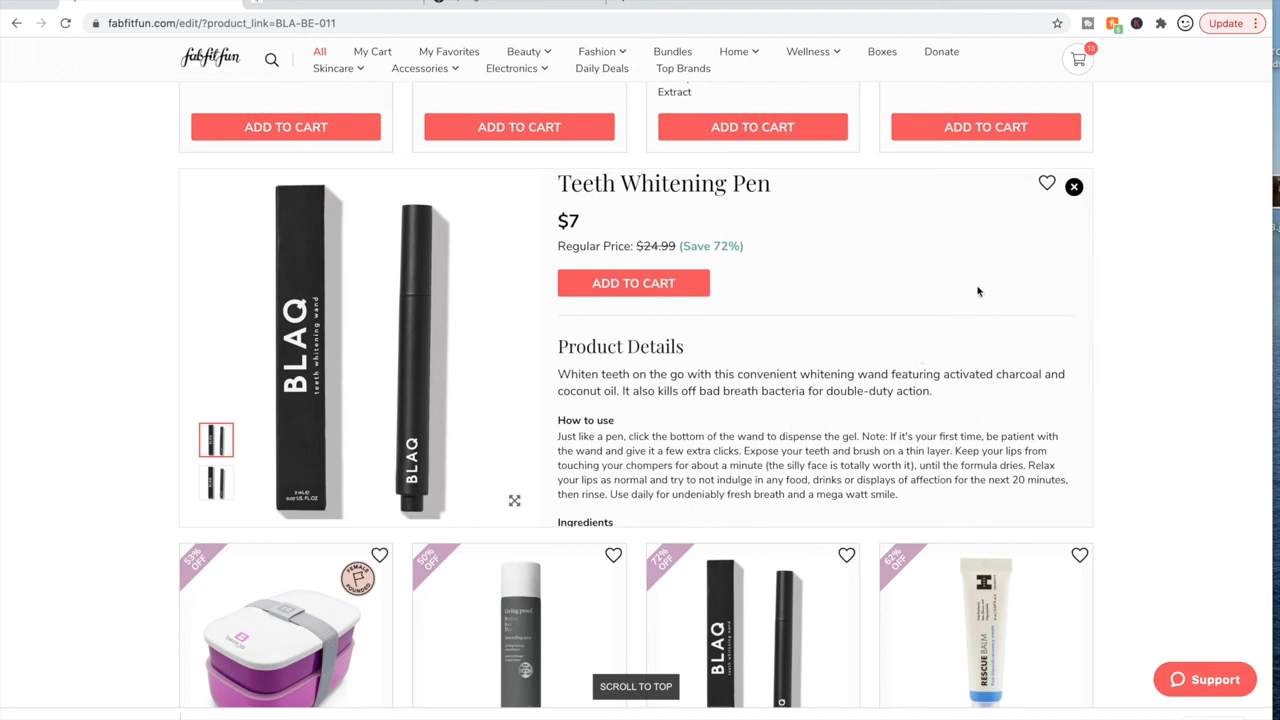 fabfitfun.com/edit/?product_link=BLA-BE-011
Update
fabfitfun
All
My Cart
My Favorites
Beauty
Fashion
Bundles
Home
Wellness
Boxes
Donate
13
Skincare
Accessories
Electronics
Daily Deals
Top Brands
Extract
ADD TO CART
ADD TO CART
ADD TO CART
ADD TO CART
Teeth Whitening Pen
$7
Regular Price: $24.99 (Save 72%)
ADD TO CART
BLAQ
teeth whitening wand
BLAQ
Product Details
Whiten teeth on the go with this convenient whitening wand featuring activated charcoal and
coconut oil. It also kills off bad breath bacteria for double-duty action.
How to use
Just like a pen, click the bottom of the wand to dispense the gel. Note: If it's your first time, be patient with
the wand and give it a few extra clicks. Expose your teeth and brush on a thin layer. Keep your lips from
touching your chompers for about a minute (the silly face is totally worth it), until the formula dries. Relax
your lips as normal and try to not indulge in any food, drinks or displays of affection for the next 20 minutes,
then rinse. Use daily for undeniably fresh breath and a mega watt smile.
Ingredients
53%
OFF
FEMALE
FOUNDED
50%
OFF
Living proof
72%
OFF
BLAQ
teeth whitening wand
62%
OFF
H
RESCUE BALM
SCROLL TO TOP
Support